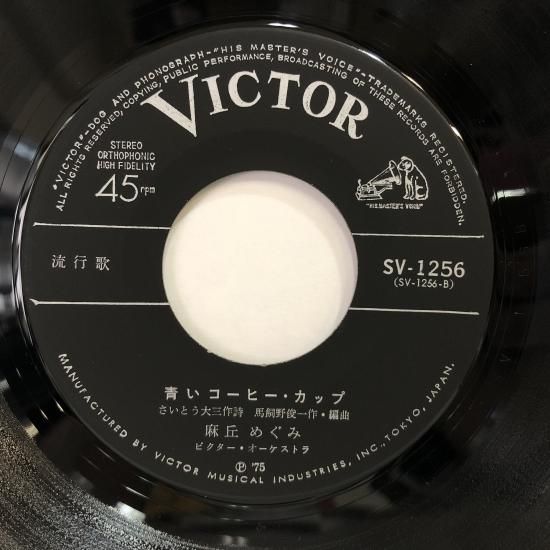 "VICTOR"–DOG AND PHONOGRAPH–"HIS MASTER'S VOICE"–TRADEMARKS REGISTERED.
ALL RIGHTS RESERVED, COPYING, PUBLIC PERFORMANCE, BROADCASTING OF THESE RECORDS ARE FORBIDDEN.
VICTOR
STEREO
ORTHOPHONIC
HIGH FIDELITY
45rpm
"HIS MASTER'S VOICE"
流行歌
SV-1256
(SV-1256-B)
青いコーヒー・カップ
さいとう大三作詩 馬飼野俊一作・編曲
麻丘めぐみ
ビクター・オーケストラ
Ⓟ '75
MANUFACTURED BY VICTOR MUSICAL INDUSTRIES, INC., TOKYO, JAPAN.